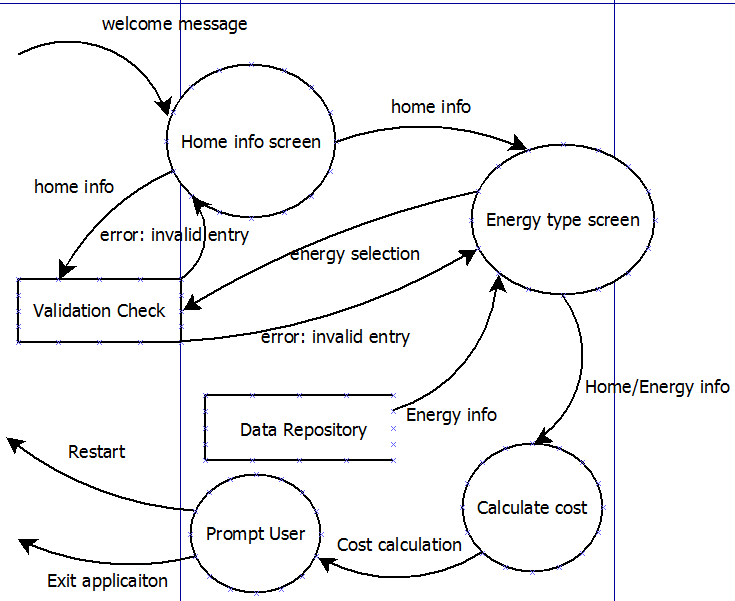 welcome message
home info
Home info screen
home info
Energy type screen
error: invalid entry
energy selection
Validation Check
error: invalid entry
Home/Energy info
Energy info
Data Repository
Restart
Calculate cost
Prompt User
Cost calculation
Exit applicaiton